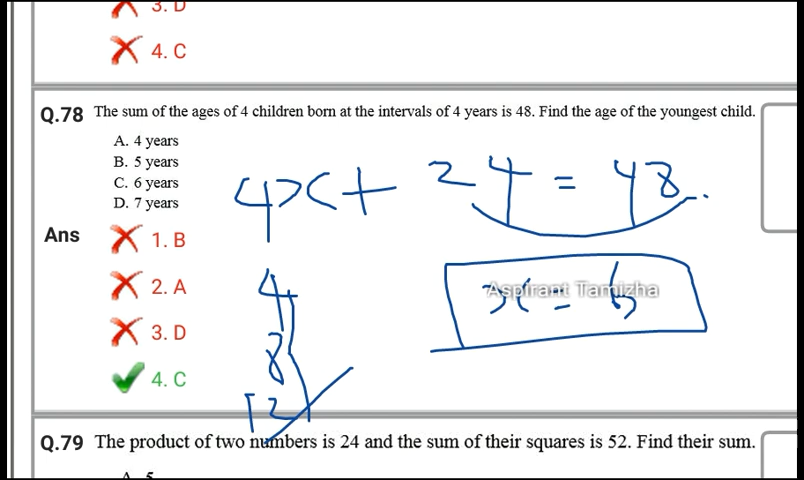 3. D
4. C
Q.78 The sum of the ages of 4 children born at the intervals of 4 years is 48. Find the age of the youngest child.
A. 4 years
B. 5 years
C. 6 years
D. 7 years
4x + 24 = 48.
Ans
1. B
2. A
3. D
4. C
4
8
12
x = 6
Aspirant Tamizha
Q.79 The product of two numbers is 24 and the sum of their squares is 52. Find their sum.
A. 5